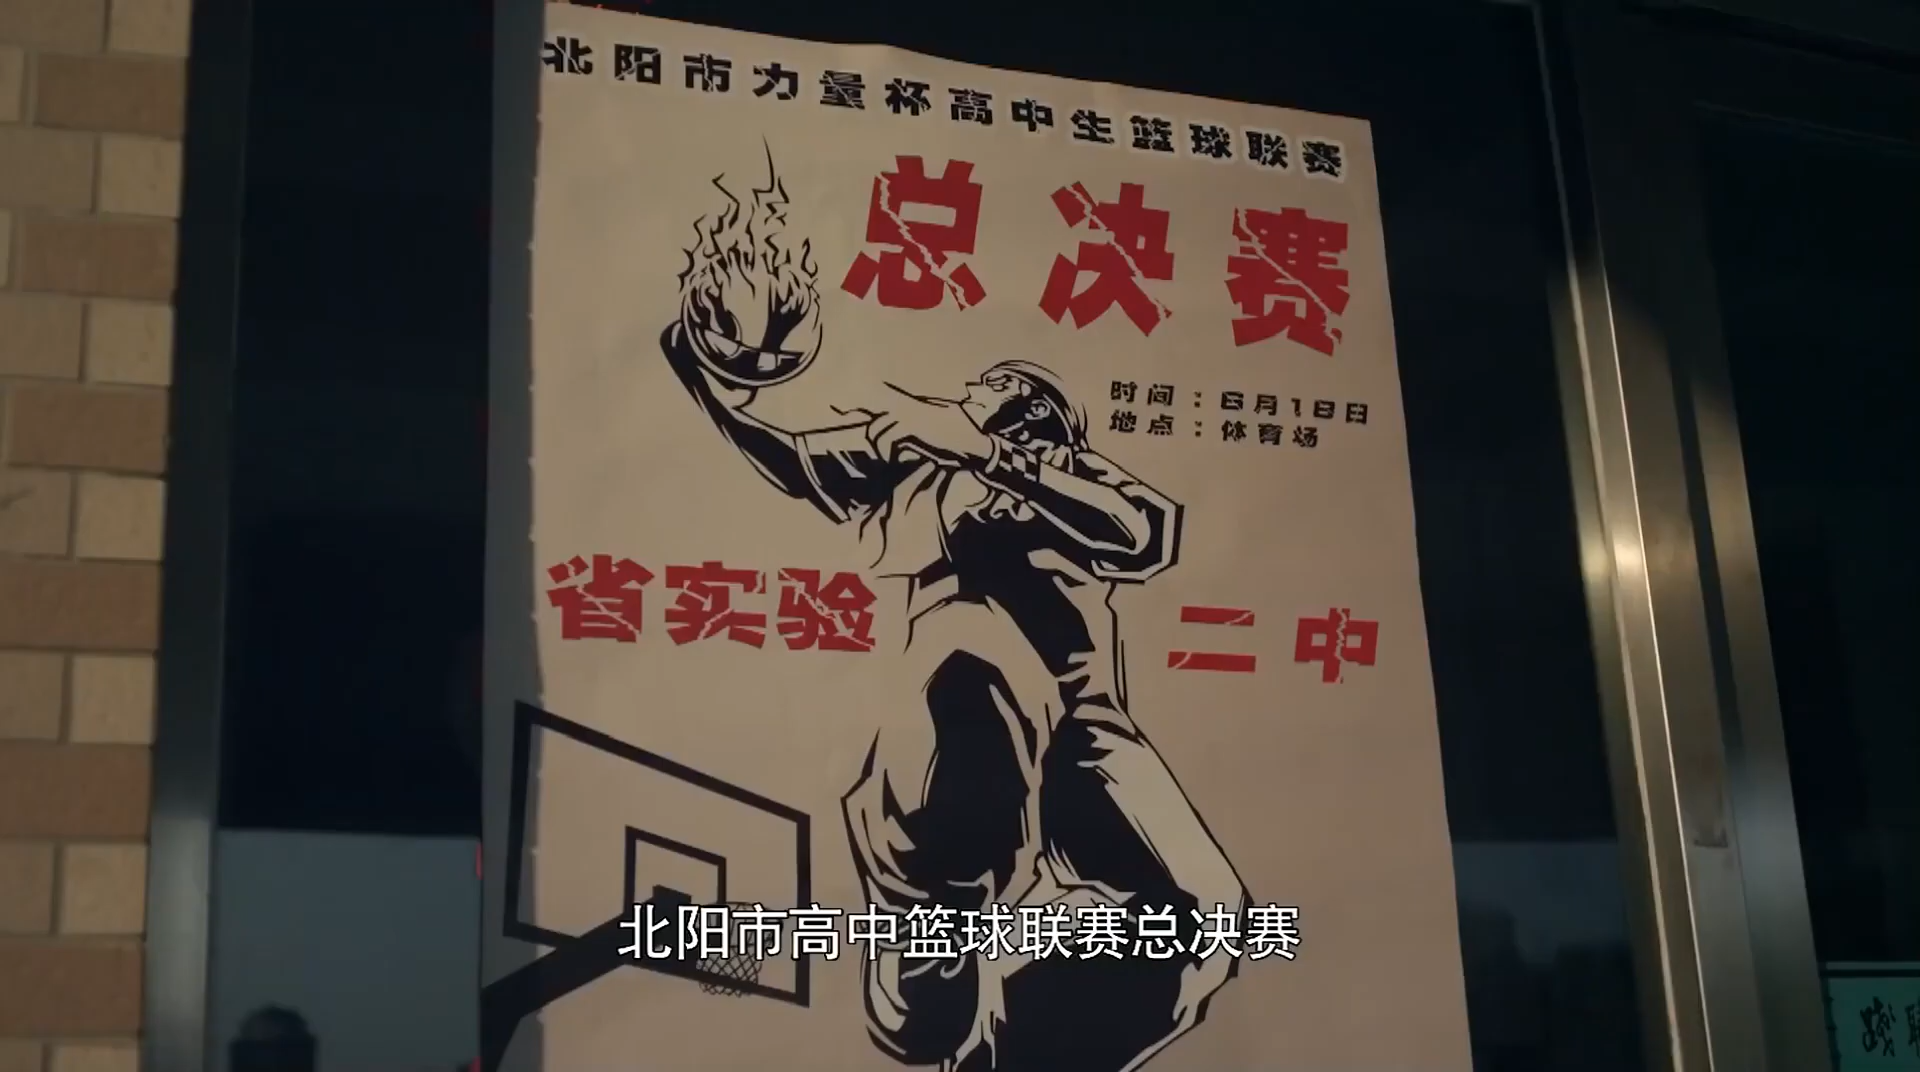 北阳市力量杯高中生篮球联赛
总决赛
时间：6月18日
地点：体育场
省实验 二中
北阳市高中篮球联赛总决赛